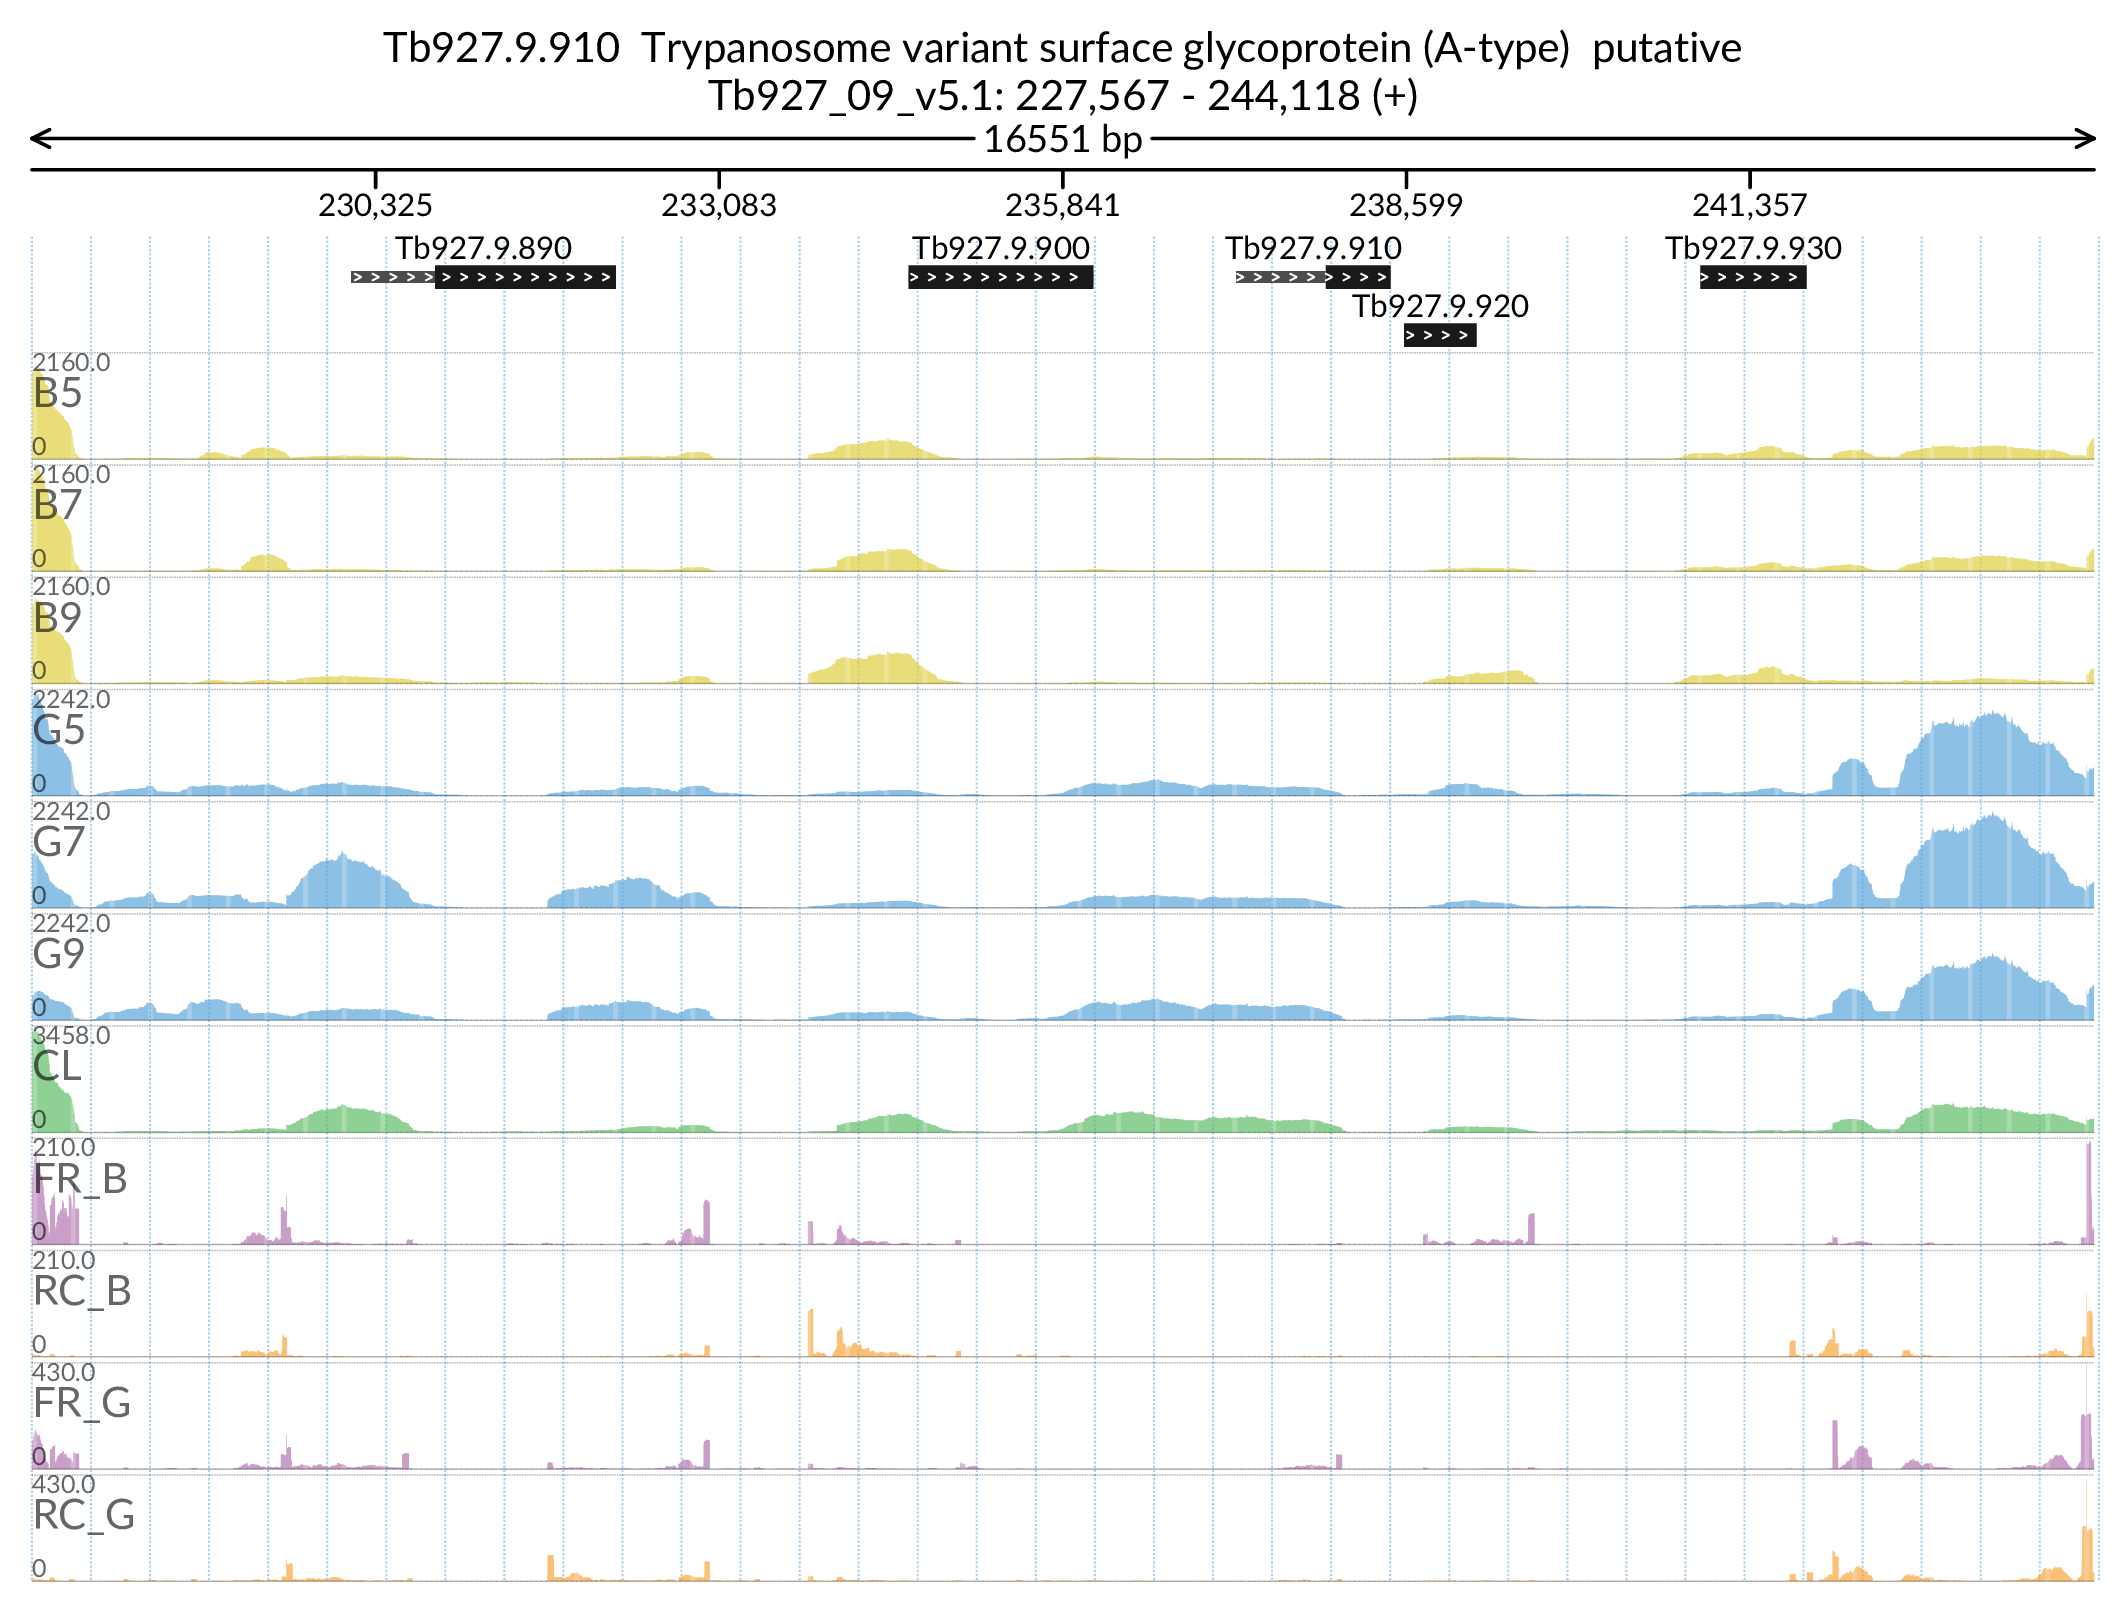 Tb927.9.910  Trypanosome variant surface glycoprotein (A-type)  putative
Tb927_09_v5.1: 227,567 - 244,118 (+)
16551 bp
230,325 233,083 235,841 238,599 241,357
Tb927.9.890 Tb927.9.900 Tb927.9.910 Tb927.9.930
Tb927.9.920
2160.0
B5
0
2160.0
B7
0
2160.0
B9
0
2242.0
G5
0
2242.0
G7
0
2242.0
G9
0
3458.0
CL
0
210.0
FR_B
0
210.0
RC_B
0
430.0
FR_G
0
430.0
RC_G
0